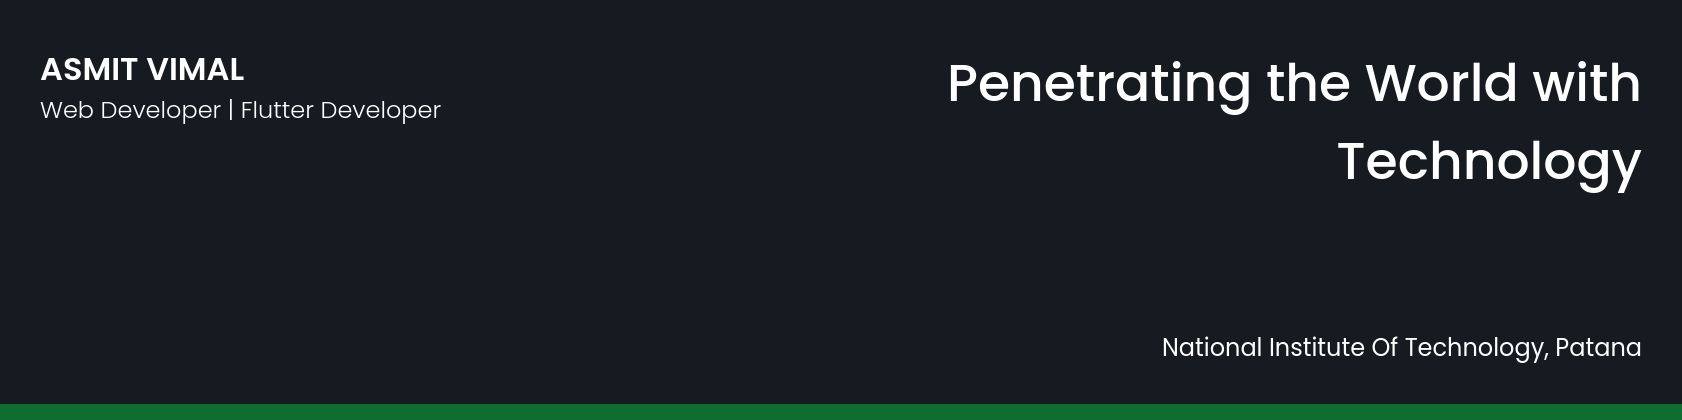 ASMIT VIMAL
Web Developer | Flutter Developer
Penetrating the World with
Technology
National Institute Of Technology, Patana